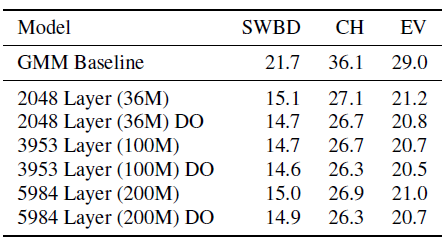 Model SWBD CH EV
GMM Baseline 21.7 36.1 29.0
2048 Layer (36M) 15.1 27.1 21.2
2048 Layer (36M) DO 14.7 26.7 20.8
3953 Layer (100M) 14.7 26.7 20.7
3953 Layer (100M) DO 14.6 26.3 20.5
5984 Layer (200M) 15.0 26.9 21.0
5984 Layer (200M) DO 14.9 26.3 20.7